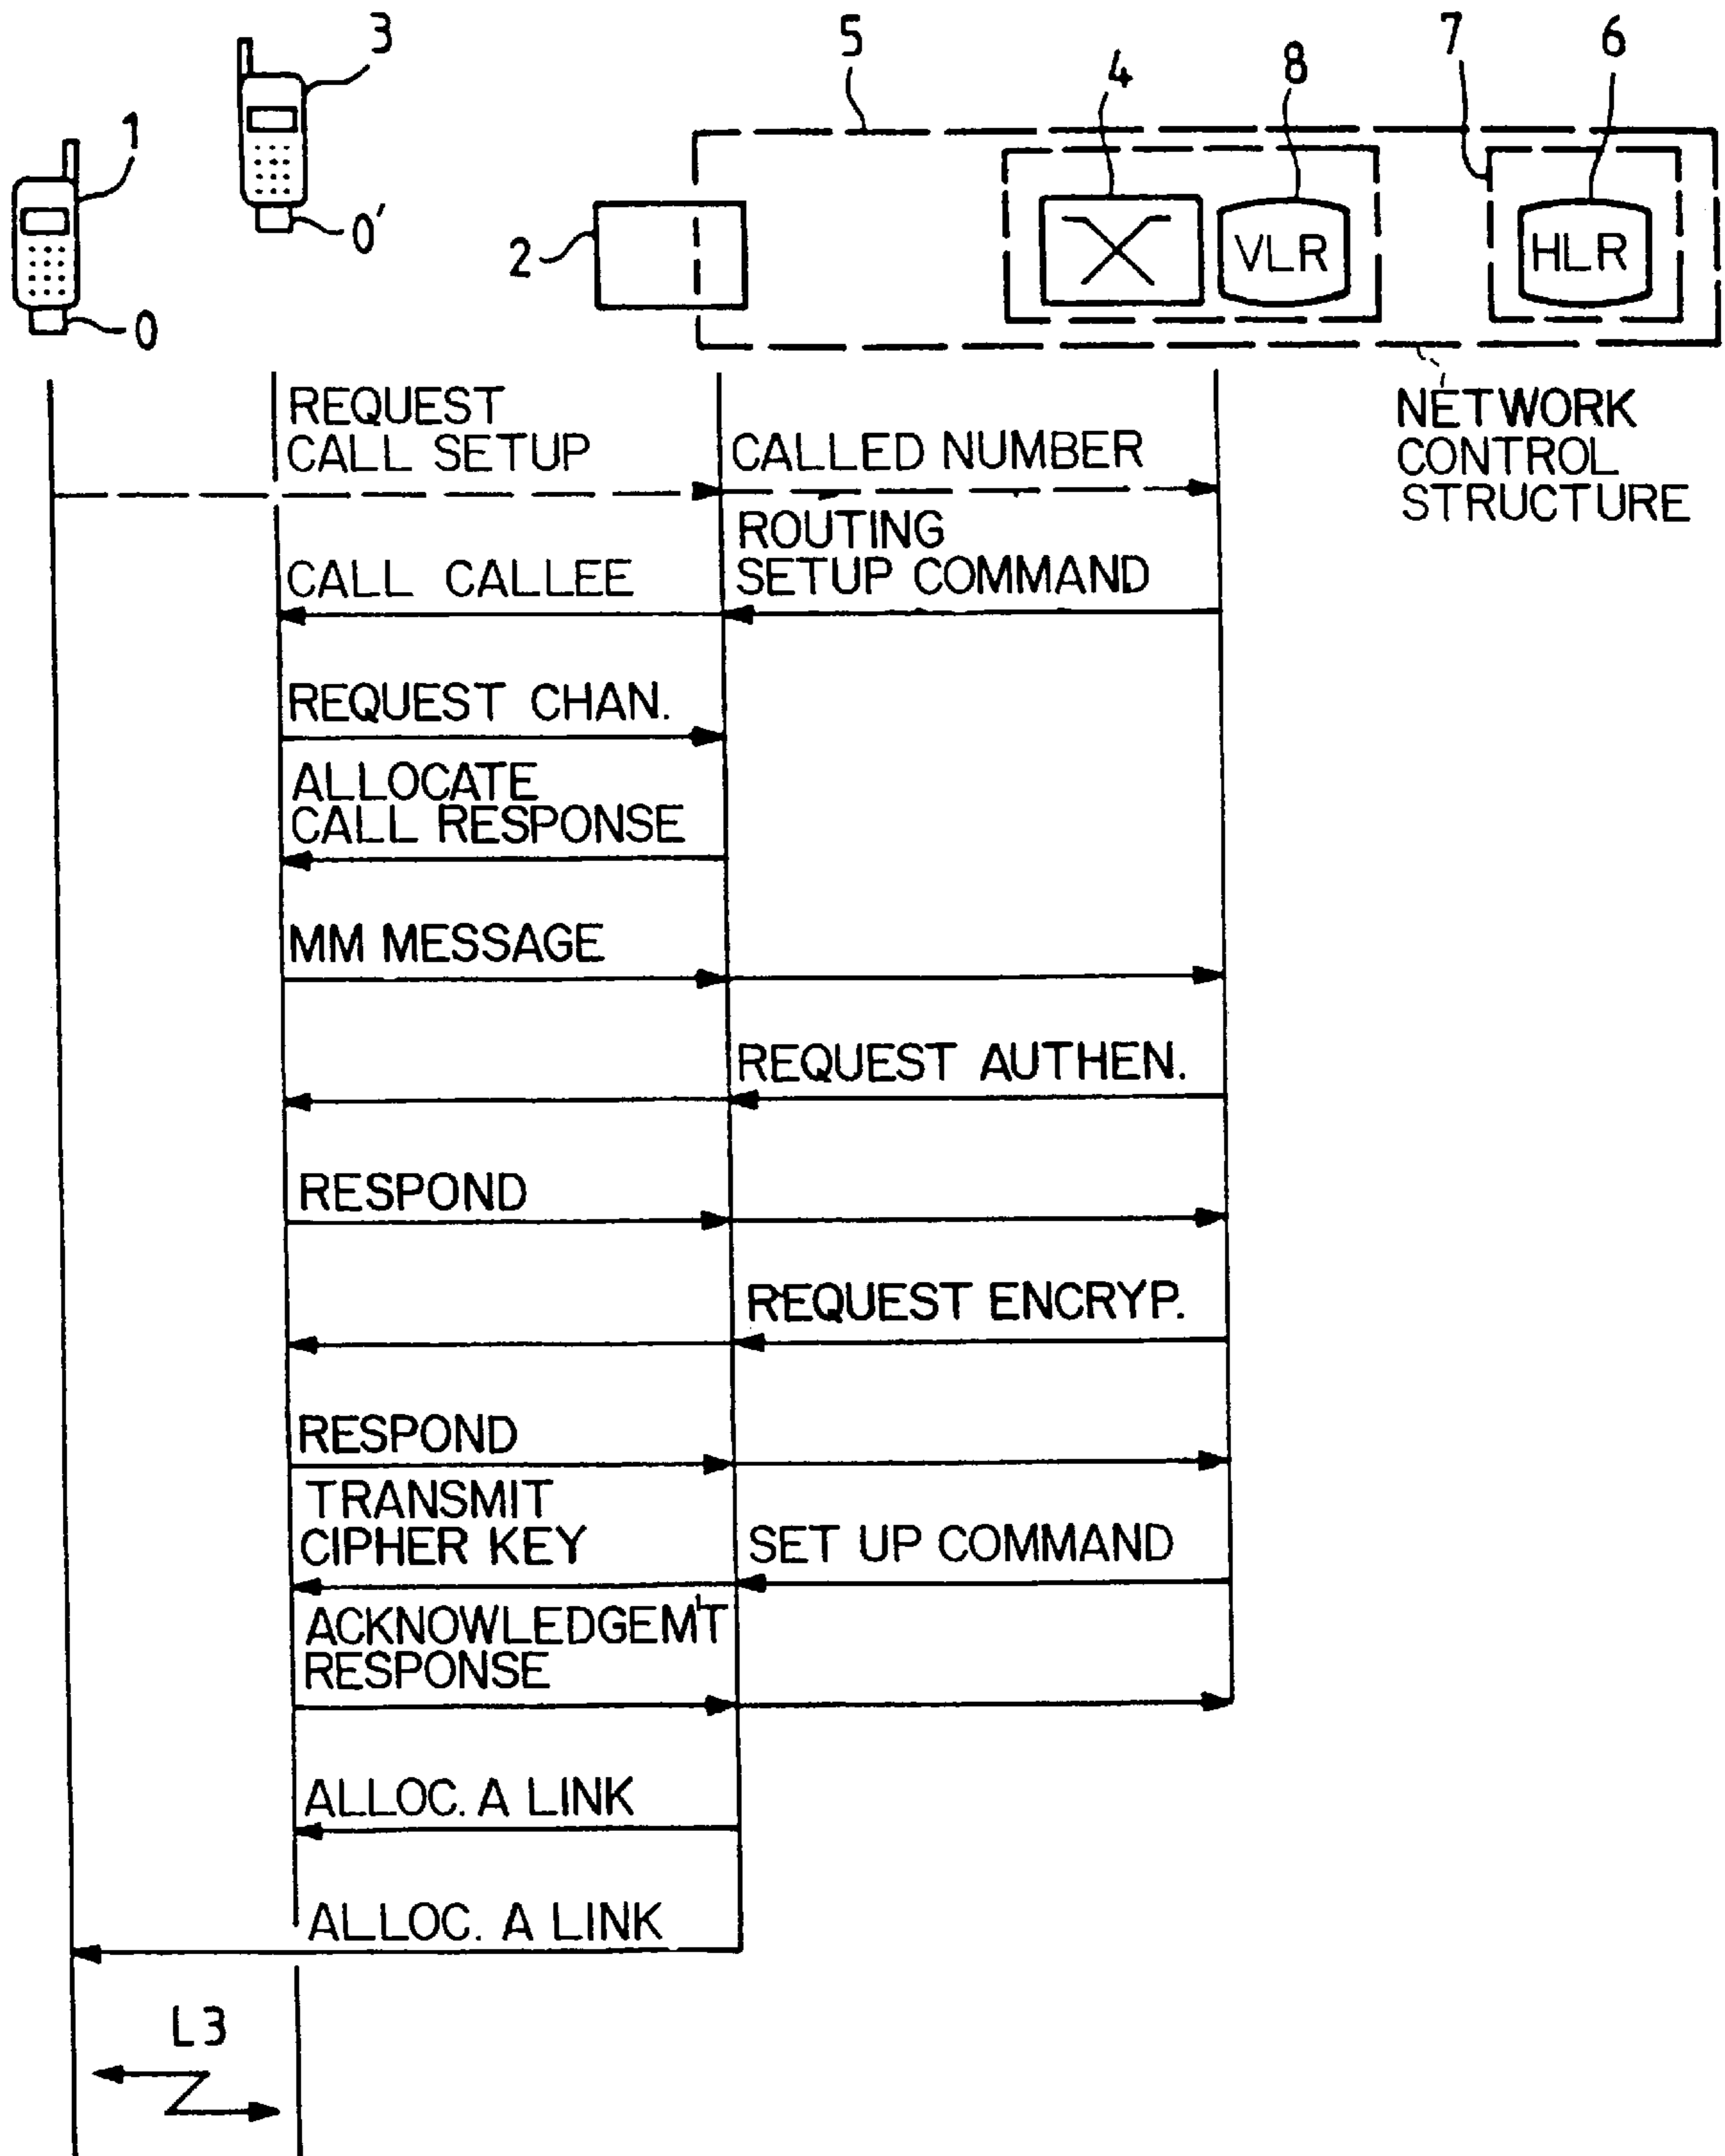 5
7
6
3
4
8
1
0'
2
VLR
HLR
0
REQUEST
CALL SETUP
CALLED NUMBER
NETWORK
CONTROL
STRUCTURE
ROUTING
SETUP COMMAND
CALL CALLEE
REQUEST CHAN.
ALLOCATE
CALL RESPONSE
MM MESSAGE
REQUEST AUTHEN.
RESPOND
REQUEST ENCRYP.
RESPOND
TRANSMIT
CIPHER KEY
SET UP COMMAND
ACKNOWLEDGEM'T
RESPONSE
ALLOC. A LINK
ALLOC. A LINK
L3